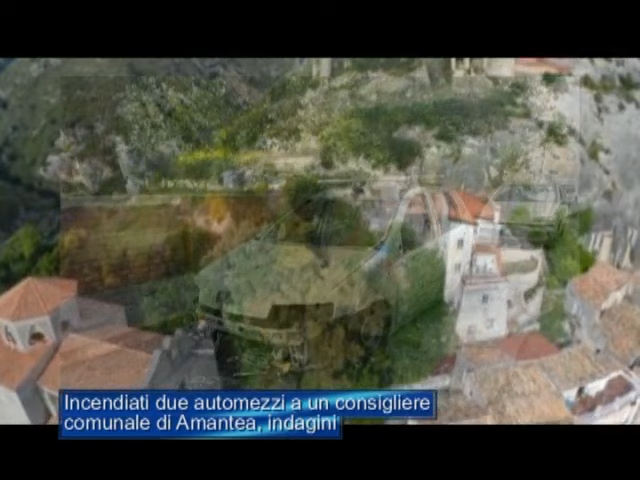 Incendiati due automezzi a un consigliere
comunale di Amantea, indagini